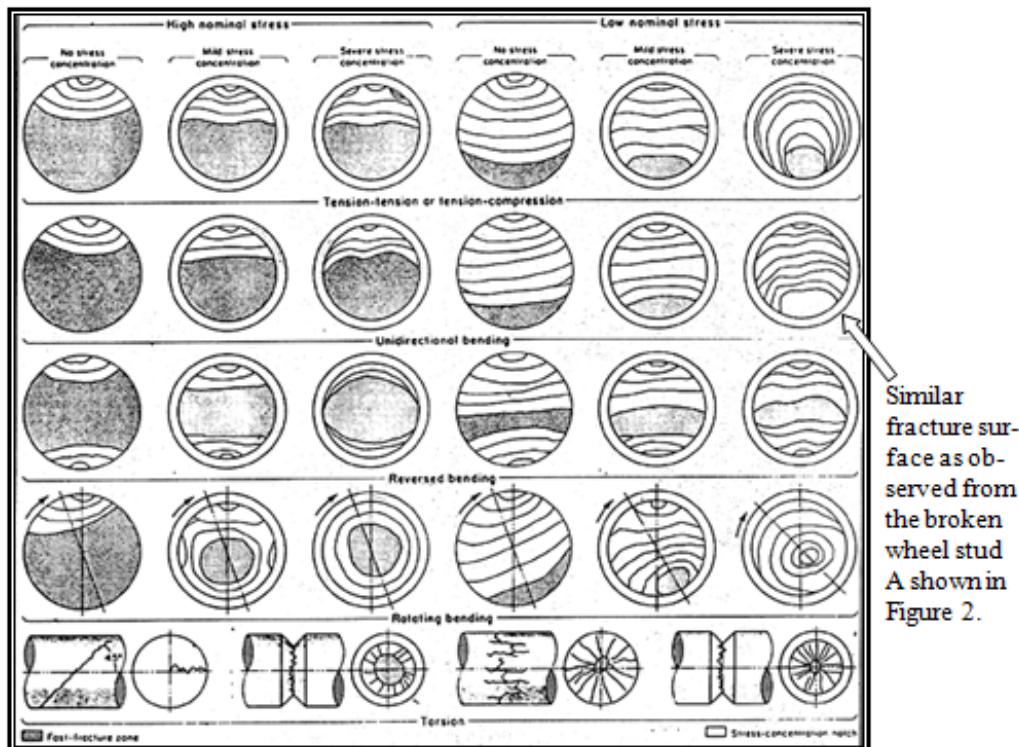 High nominal stress
Low nominal stress
No stress concentration
Mild stress concentration
Severe stress concentration
No stress concentration
Mild stress concentration
Severe stress concentration
Tension-tension or tension-compression
Unidirectional bending
Reversed bending
Rotating bending
Torsion
Fast-fracture zone
Stress-concentration notch
Similar
fracture sur-
face as ob-
served from
the broken
wheel stud
A shown in
Figure 2.